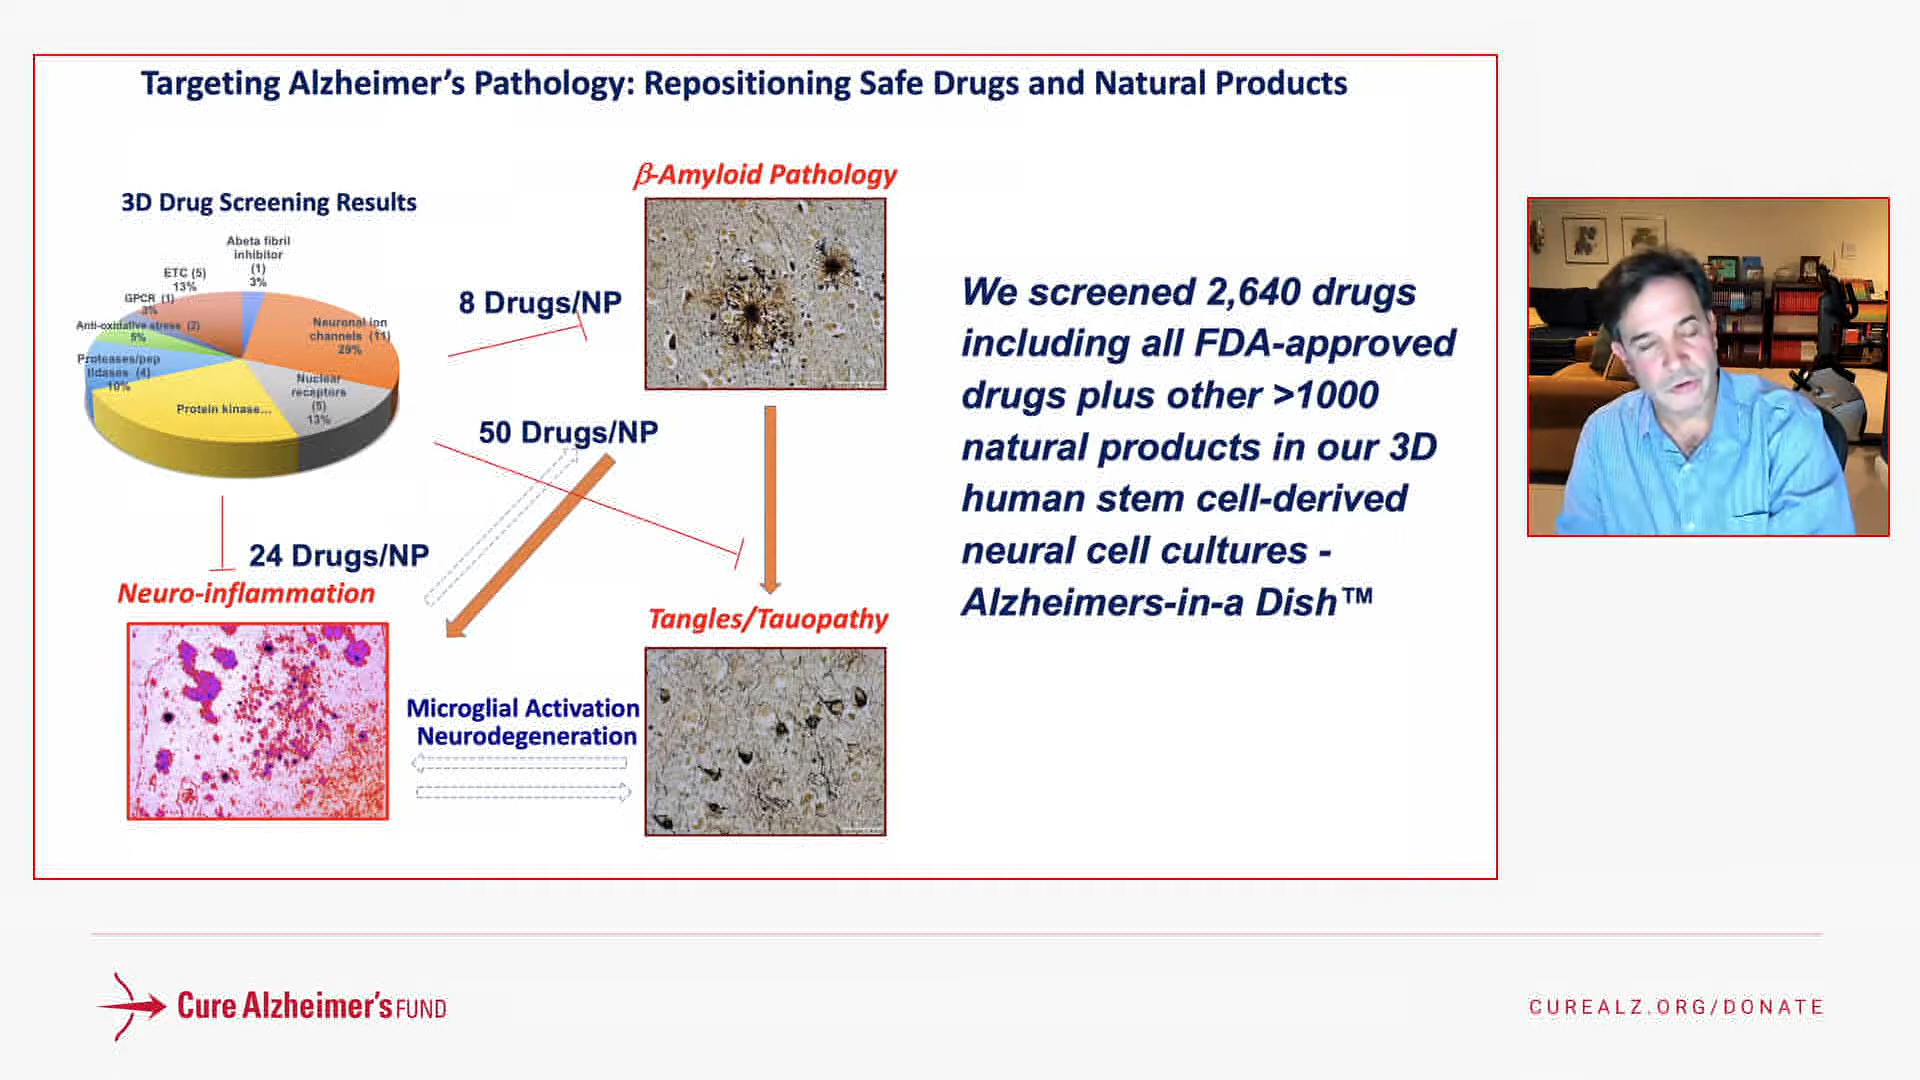 Targeting Alzheimer's Pathology: Repositioning Safe Drugs and Natural Products
3D Drug Screening Results
Abeta fibril
inhibitor
(1)
3%
ETC (5)
13%
GPCR (1)
3%
Anti-oxidative stress (2)
5%
Proteases/pep
tidases (4)
10%
Protein kinase...
Neuronal ion
channels (11)
29%
Nuclear
receptors
(5)
13%
8 Drugs/NP
β-Amyloid Pathology
50 Drugs/NP
24 Drugs/NP
Neuro-inflammation
Tangles/Tauopathy
Microglial Activation
Neurodegeneration
We screened 2,640 drugs
including all FDA-approved
drugs plus other >1000
natural products in our 3D
human stem cell-derived
neural cell cultures -
Alzheimers-in-a Dish™
Cure Alzheimer's FUND
CUREALZ.ORG/DONATE